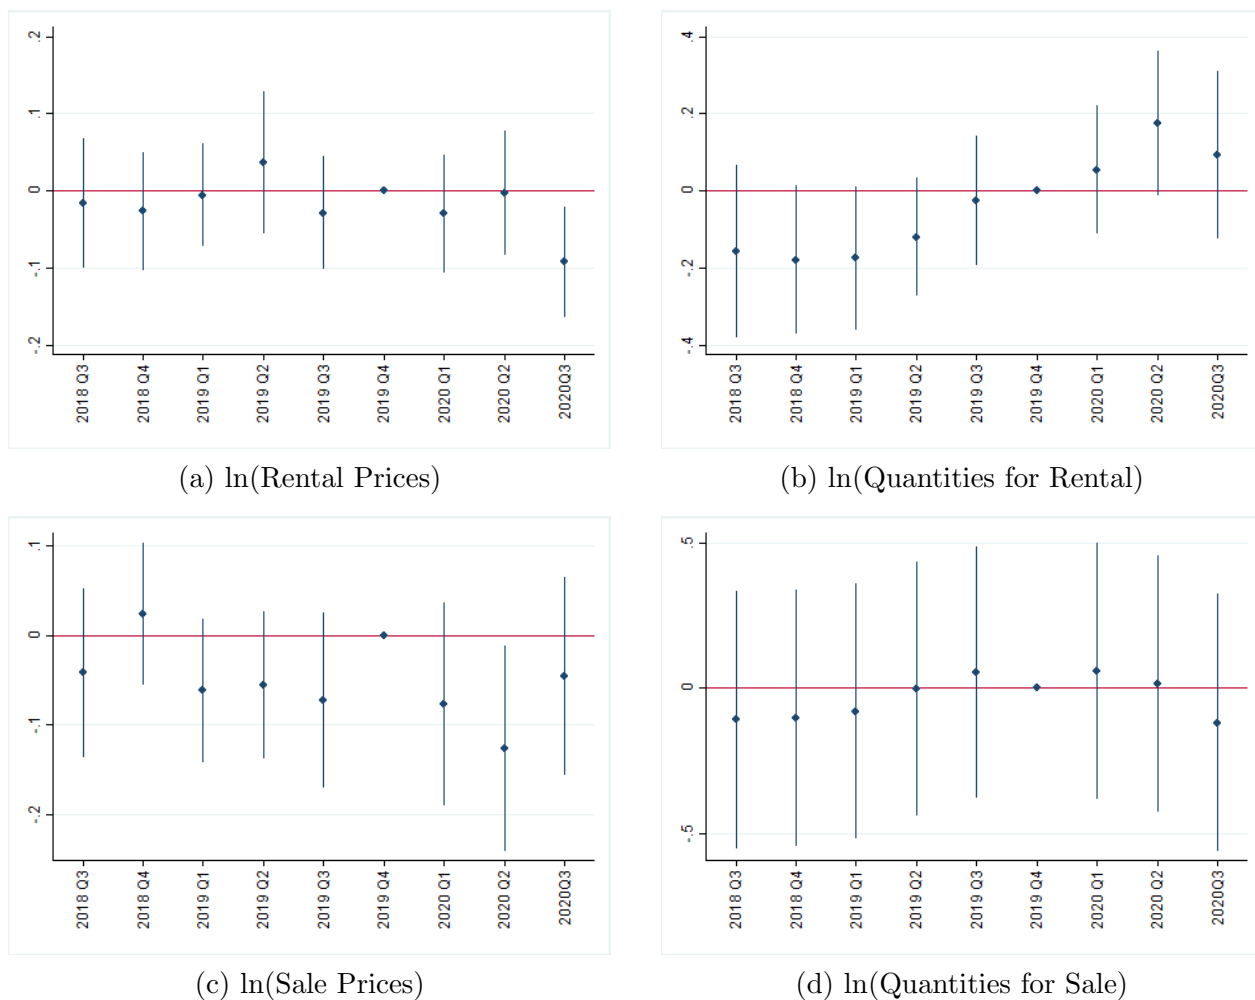 .2
.1
0
-.1
-.2
2018 Q3
2018 Q4
2019 Q1
2019 Q2
2019 Q3
2019 Q4
2020 Q1
2020 Q2
2020Q3
(a) ln(Rental Prices)
.4
.2
0
-.2
-.4
2018 Q3
2018 Q4
2019 Q1
2019 Q2
2019 Q3
2019 Q4
2020 Q1
2020 Q2
2020Q3
(b) ln(Quantities for Rental)
.1
0
-.1
-.2
2018 Q3
2018 Q4
2019 Q1
2019 Q2
2019 Q3
2019 Q4
2020 Q1
2020 Q2
2020Q3
(c) ln(Sale Prices)
.5
0
-.5
2018 Q3
2018 Q4
2019 Q1
2019 Q2
2019 Q3
2019 Q4
2020 Q1
2020 Q2
2020Q3
(d) ln(Quantities for Sale)